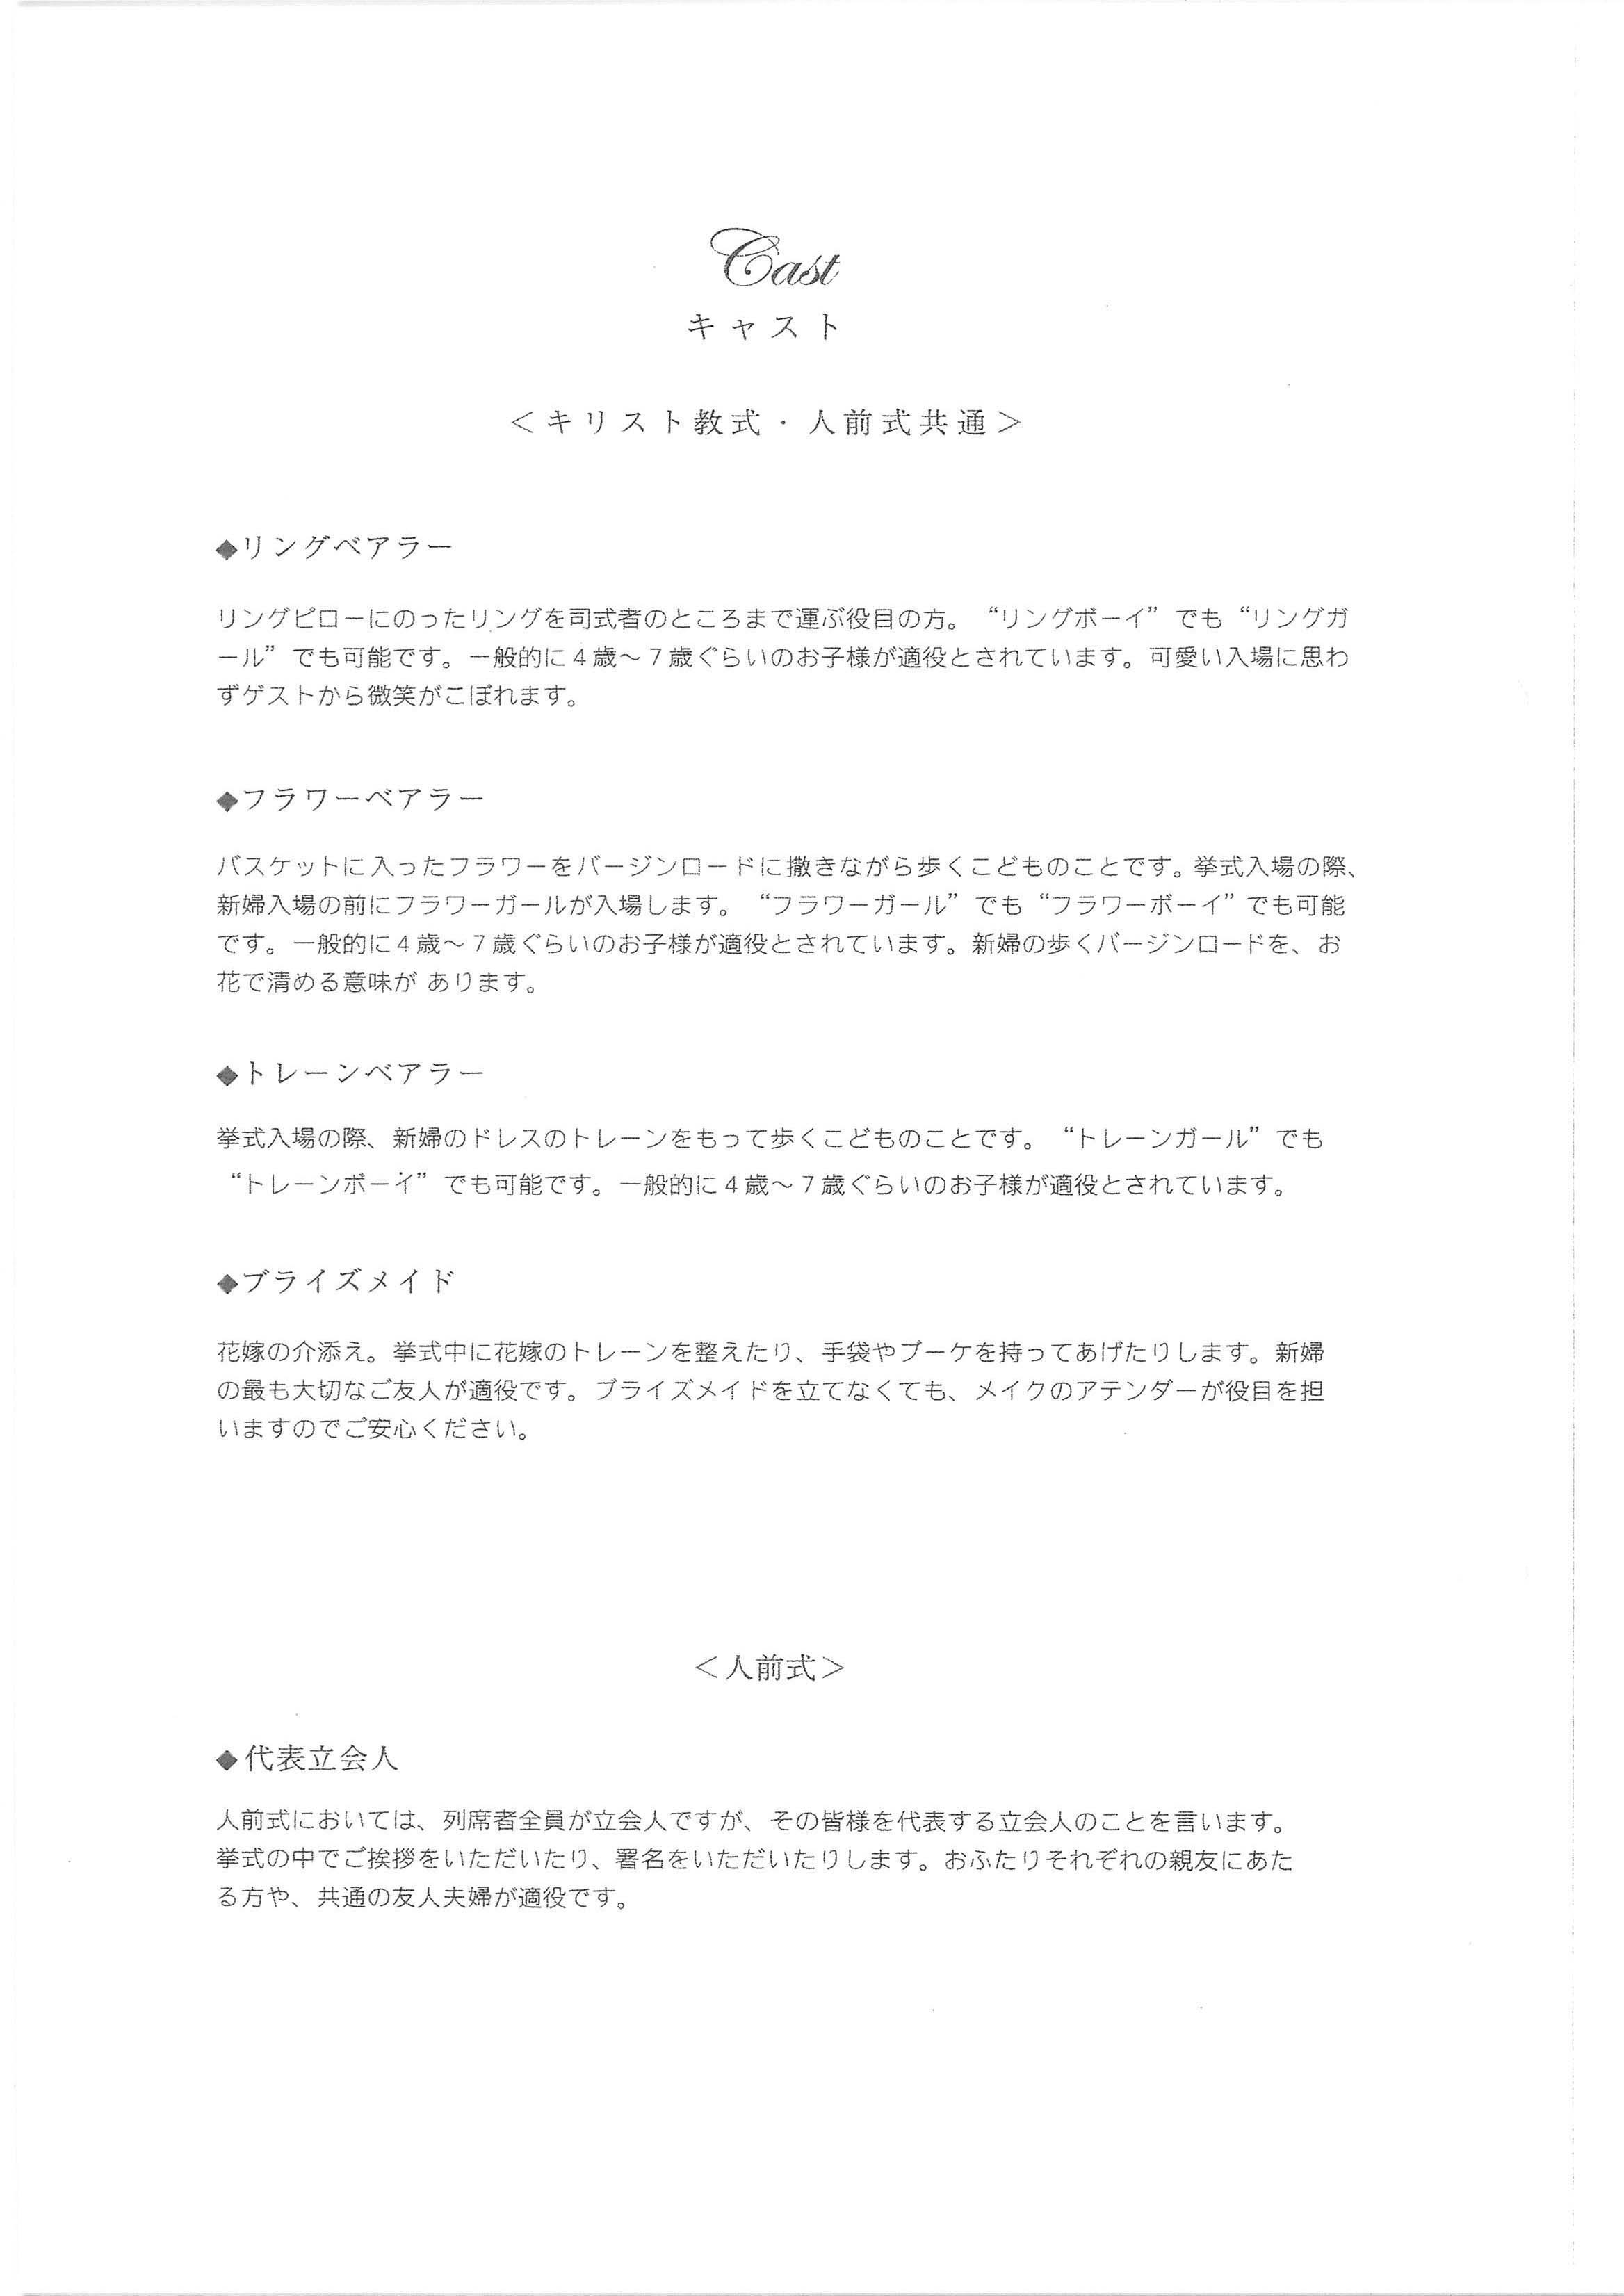 Cast
キャスト
＜キリスト教式・人前式共通＞
◆リングベアラー
リングピローにのったリングを司式者のところまで運ぶ役目の方。“リングボーイ”でも“リングガ
ール”でも可能です。一般的に４歳～７歳ぐらいのお子様が適役とされています。可愛い入場に思わ
ずゲストから微笑がこぼれます。
◆フラワーベアラー
バスケットに入ったフラワーをバージンロードに撒きながら歩くこどものことです。挙式入場の際、
新婦入場の前にフラワーガールが入場します。“フラワーガール”でも“フラワーボーイ”でも可能
です。一般的に４歳～７歳ぐらいのお子様が適役とされています。新婦の歩くバージンロードを、お
花で清める意味が あります。
◆トレーンベアラー
挙式入場の際、新婦のドレスのトレーンをもって歩くこどものことです。“トレーンガール”でも
“トレーンボーイ”でも可能です。一般的に４歳～７歳ぐらいのお子様が適役とされています。
◆ブライズメイド
花嫁の介添え。挙式中に花嫁のトレーンを整えたり、手袋やブーケを持ってあげたりします。新婦
の最も大切なご友人が適役です。ブライズメイドを立てなくても、メイクのアテンダーが役目を担
いますのでご安心ください。
＜人前式＞
◆代表立会人
人前式においては、列席者全員が立会人ですが、その皆様を代表する立会人のことを言います。
挙式の中でご挨拶をいただいたり、署名をいただいたりします。おふたりそれぞれの親友にあた
る方や、共通の友人夫婦が適役です。